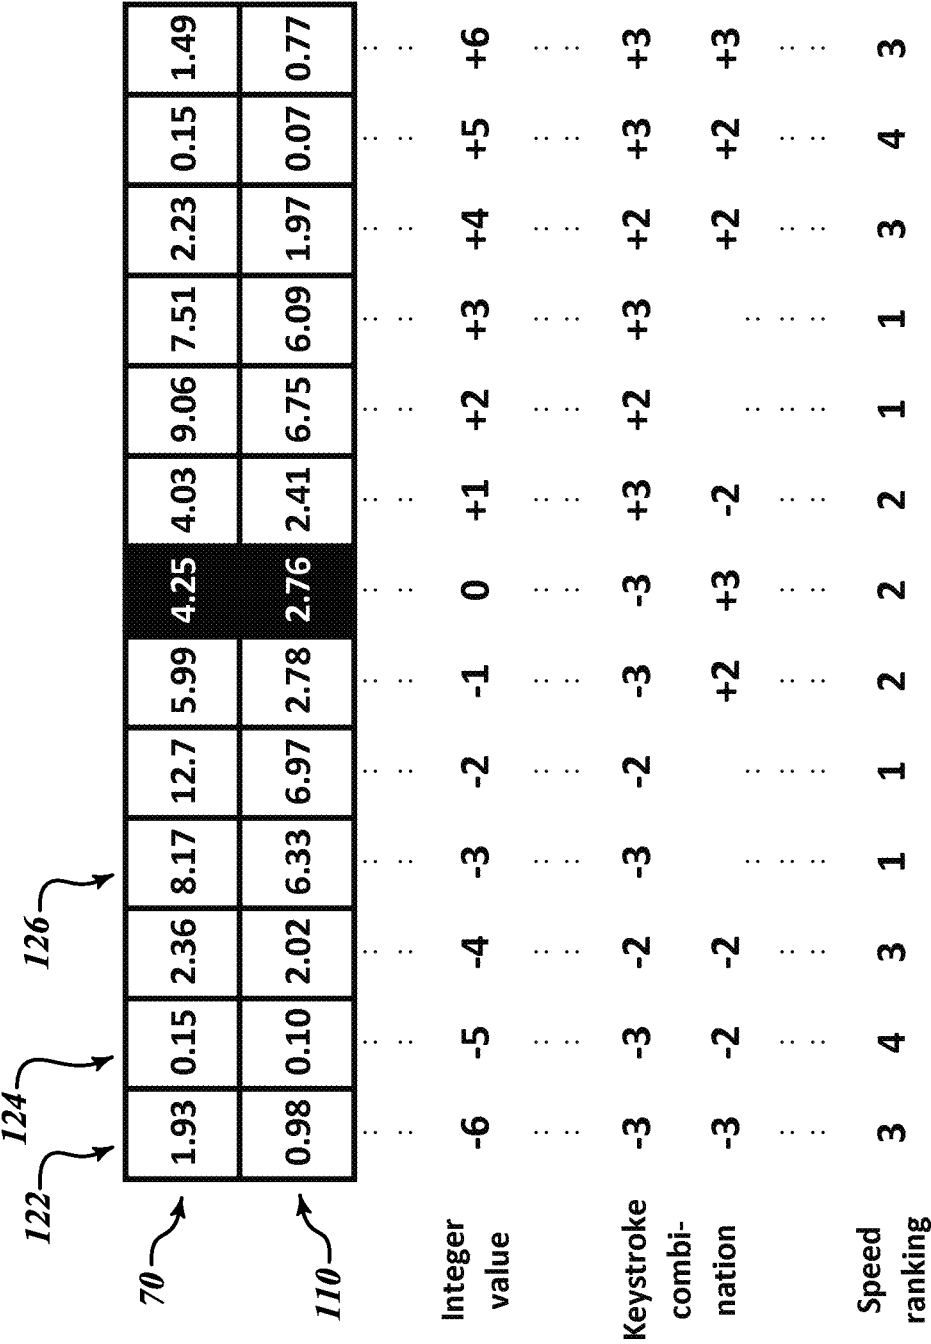 122 124 126
70 1.93 0.15 2.36 8.17 12.7 5.99 4.25 4.03 9.06 7.51 2.23 0.15 1.49
110 0.98 0.10 2.02 6.33 6.97 2.78 2.76 2.41 6.75 6.09 1.97 0.07 0.77
Integer
value
-6 -5 -4 -3 -2 -1 0 +1 +2 +3 +4 +5 +6
Keystroke -3 -3 -2 -3 -2 -3 -3 +3 +2 +3 +2 +3 +3
combi-
nation -3 -2 -2 +2 +3 -2 +2 +2 +3
Speed
ranking
3 4 3 1 1 2 2 2 1 1 3 4 3